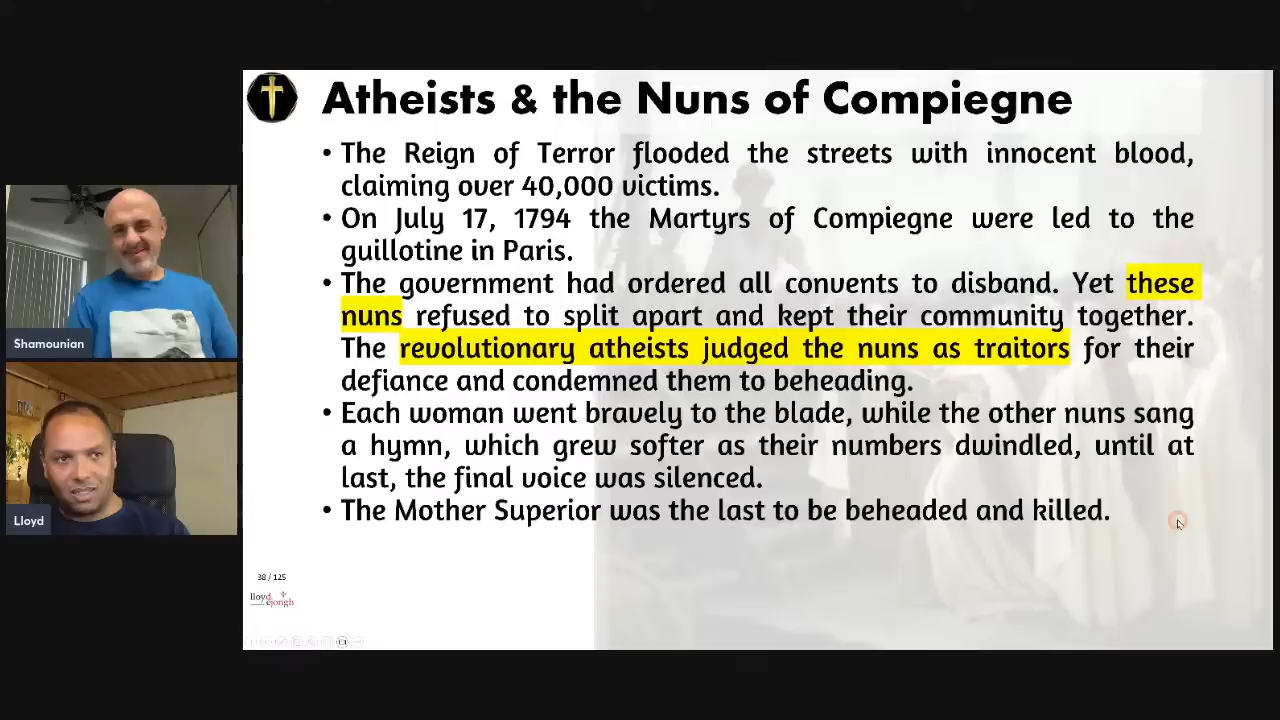 Atheists & the Nuns of Compiegne
• The Reign of Terror flooded the streets with innocent blood,
claiming over 40,000 victims.
• On July 17, 1794 the Martyrs of Compiegne were led to the
guillotine in Paris.
• The government had ordered all convents to disband. Yet these
nuns refused to split apart and kept their community together.
The revolutionary atheists judged the nuns as traitors for their
defiance and condemned them to beheading.
• Each woman went bravely to the blade, while the other nuns sang
a hymn, which grew softer as their numbers dwindled, until at
last, the final voice was silenced.
• The Mother Superior was the last to be beheaded and killed.
Shamounian
Lloyd
38 / 125
lloyd
ejongh